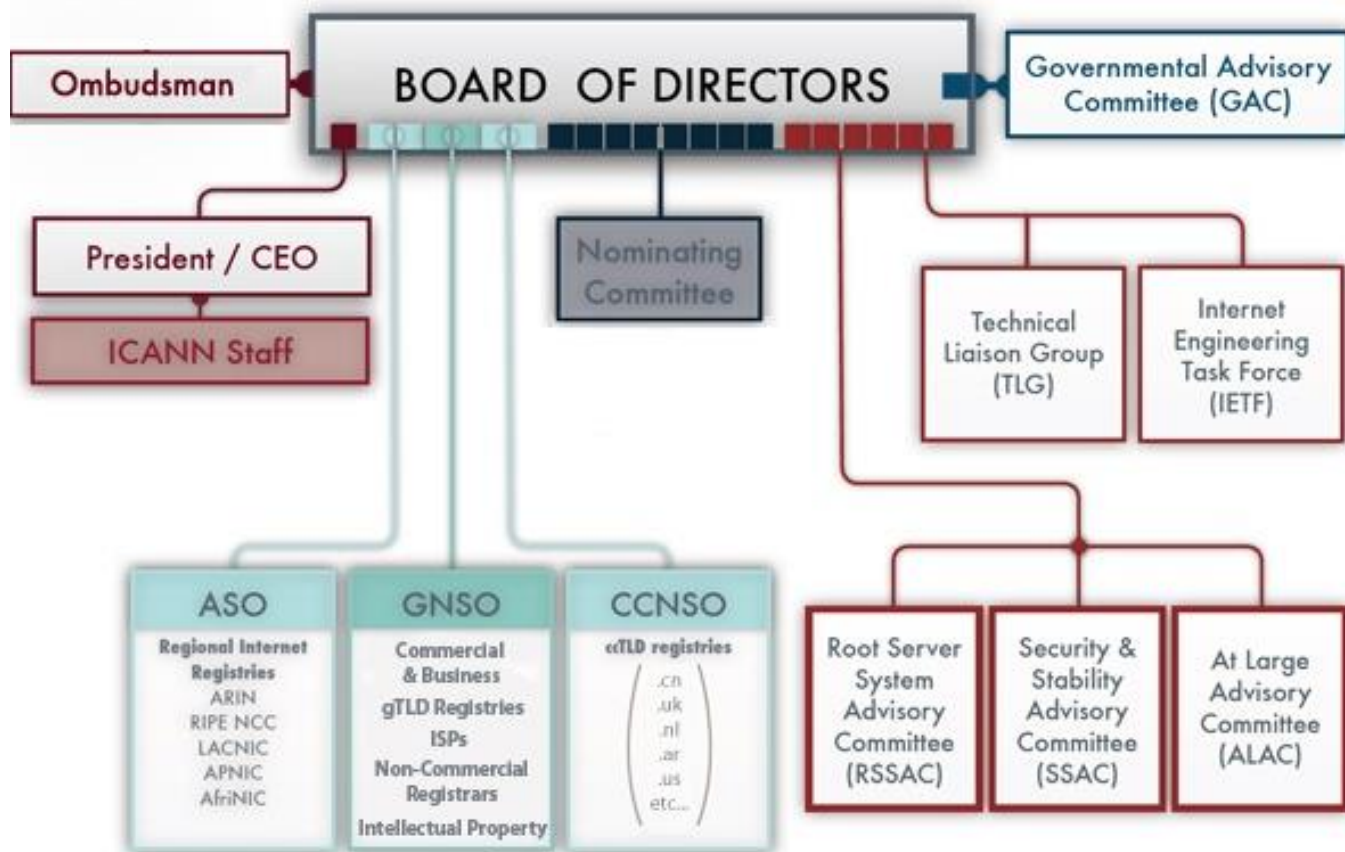 BOARD OF DIRECTORS
Ombudsman
Governmental Advisory
Committee (GAC)
President / CEO
ICANN Staff
Nominating
Committee
Technical
Liaison Group
(TLG)
Internet
Engineering
Task Force
(IETF)
ASO
Regional Internet
Registries
ARIN
RIPE NCC
LACNIC
APNIC
AfriNIC
GNSO
Commercial
& Business
gTLD Registries
ISPs
Non-Commercial
Registrars
Intellectual Property
CCNSO
ccTLD registries
.cn
.uk
.nl
.ar
.us
etc...
Root Server
System
Advisory
Committee
(RSSAC)
Security &
Stability
Advisory
Committee
(SSAC)
At Large
Advisory
Committee
(ALAC)